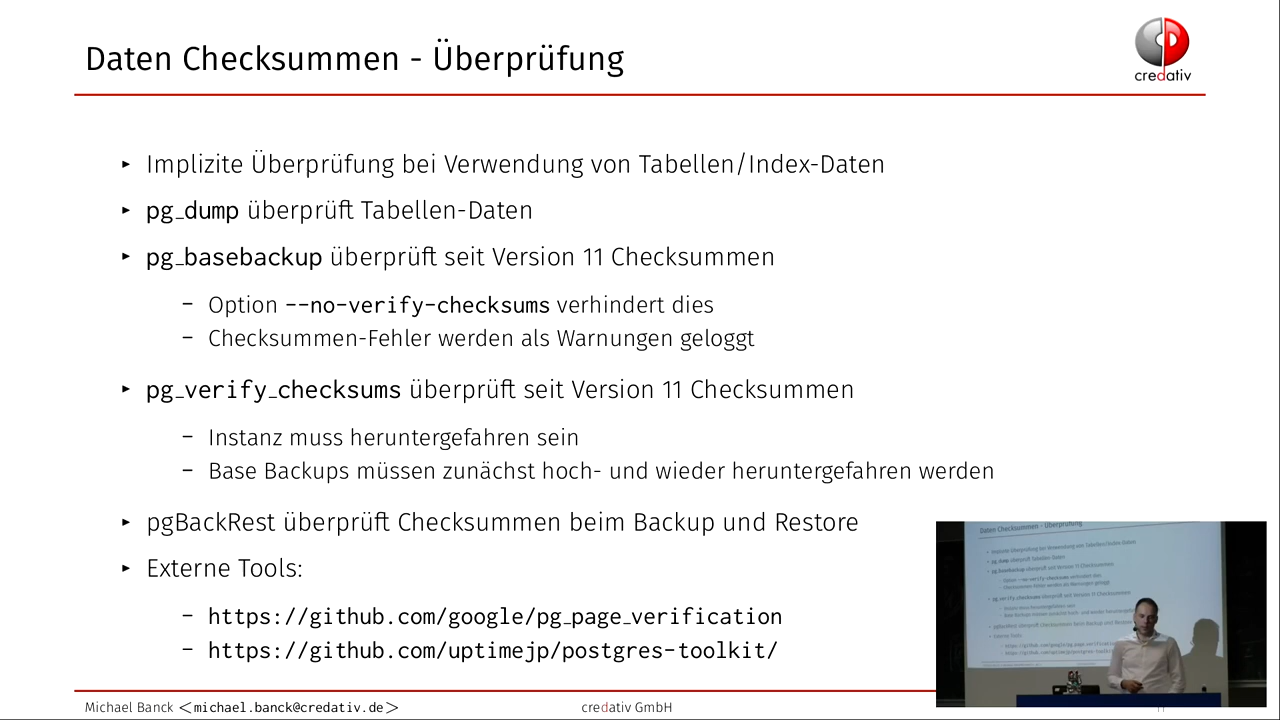 Daten Checksummen - Überprüfung
credativ
‣ Implizite Überprüfung bei Verwendung von Tabellen/Index-Daten
‣ pg_dump überprüft Tabellen-Daten
‣ pg_basebackup überprüft seit Version 11 Checksummen
– Option --no-verify-checksums verhindert dies
– Checksummen-Fehler werden als Warnungen geloggt
‣ pg_verify_checksums überprüft seit Version 11 Checksummen
– Instanz muss heruntergefahren sein
– Base Backups müssen zunächst hoch- und wieder heruntergefahren werden
‣ pgBackRest überprüft Checksummen beim Backup und Restore
‣ Externe Tools:
– https://github.com/google/pg_page_verification
– https://github.com/uptimejp/postgres-toolkit/
Michael Banck <michael.banck@credativ.de>
credativ GmbH